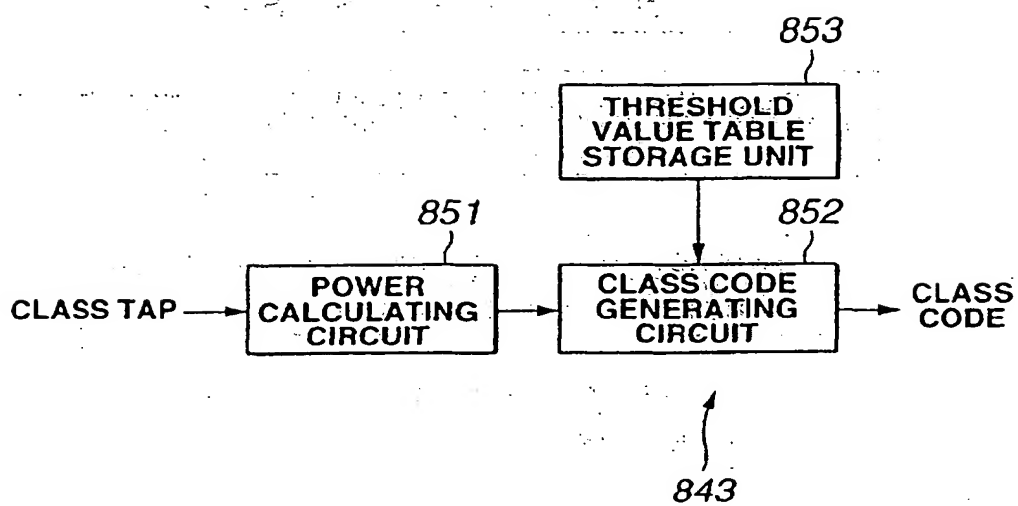 853
THRESHOLD
VALUE TABLE
STORAGE UNIT
851
852
CLASS TAP
POWER
CALCULATING
CIRCUIT
CLASS CODE
GENERATING
CIRCUIT
CLASS
CODE
843